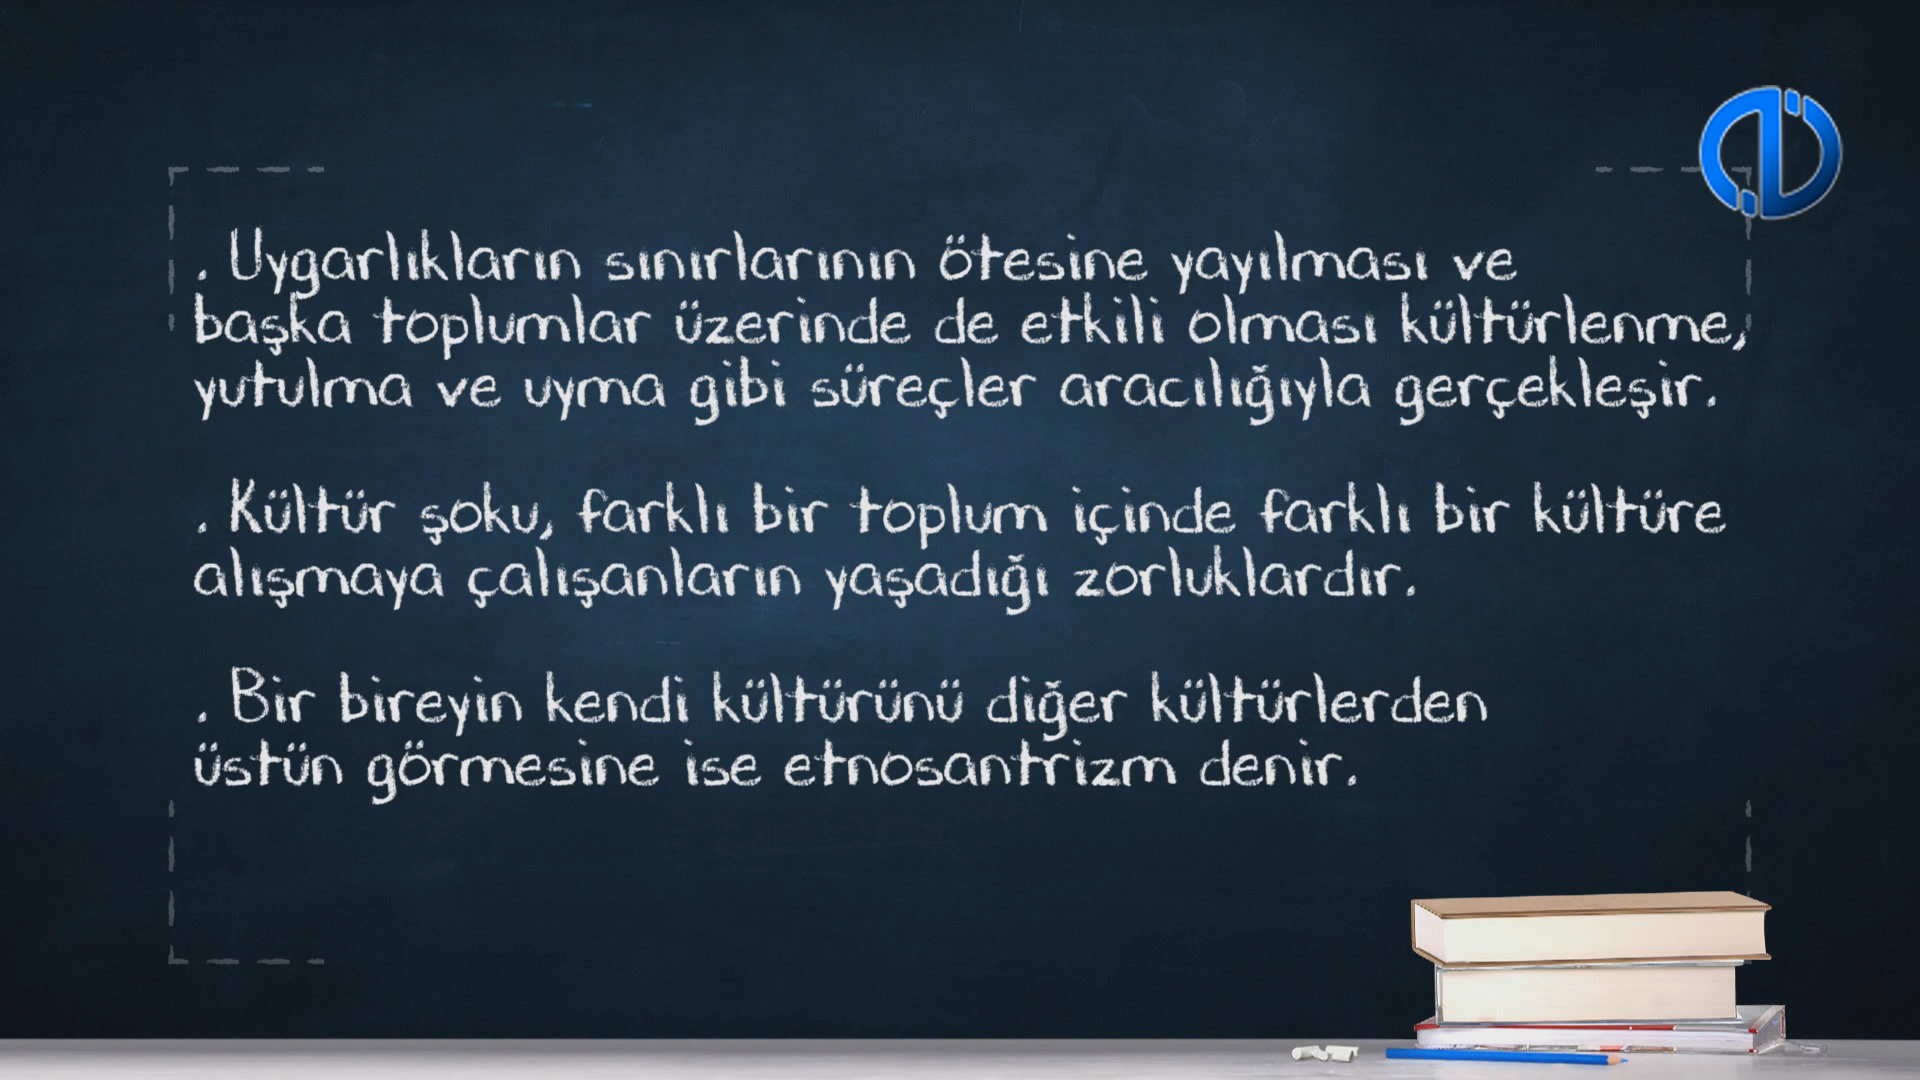 . Uygarlıkların sınırlarının ötesine yayılması ve
başka toplumlar üzerinde de etkili olması kültürlenme,
yutulma ve uyma gibi süreçler aracılığıyla gerçekleşir.
. Kültür şoku, farklı bir toplum içinde farklı bir kültüre
alışmaya çalışanların yaşadığı zorluklardır.
. Bir bireyin kendi kültürünü diğer kültürlerden
üstün görmesine ise etnosantrizm denir.